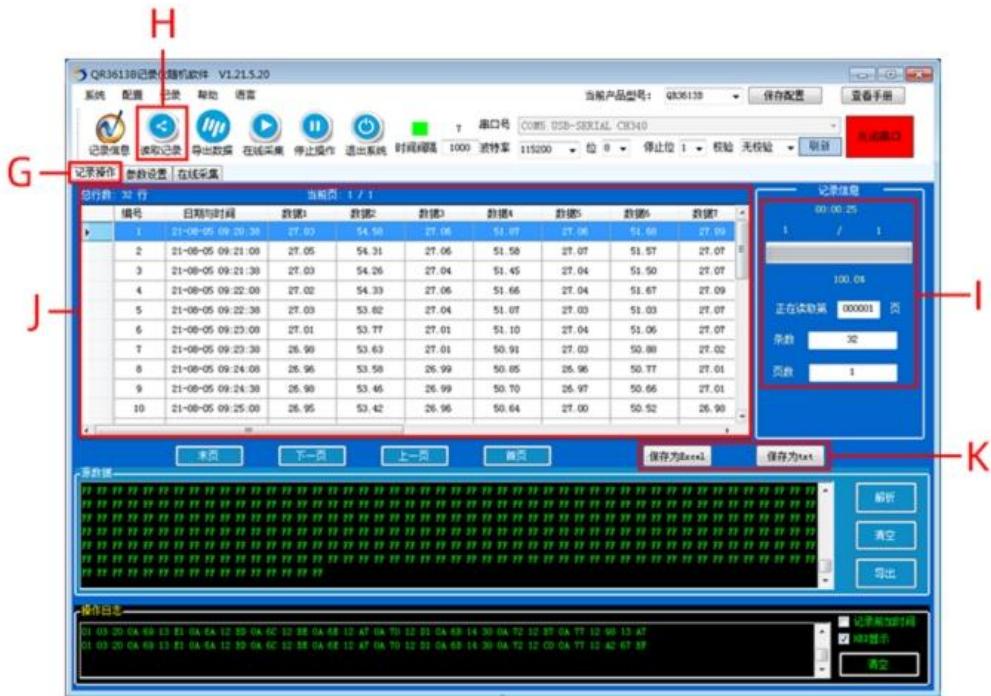 H
QR3613B记录仪随机软件 V1.21.5.20
系统 配置 记录 帮助 语言 当前产品型号: QR3613B 保存配置 查看手册
记录信息 读取记录 导出数据 在线采集 停止操作 退出系统 时间间隔 1000 7 串口号 COM5 USB-SERIAL CH340 波特率 115200 位 8 停止位 1 校验 无校验 刷新 关闭串口
G
记录操作 参数设置 在线采集
总行数: 32 行 当前页: 1 / 1
编号 日期与时间 数据1 数据2 数据3 数据4 数据5 数据6 数据7
1 21-08-05 09:20:38 27.03 54.58 27.06 51.87 27.06 51.68 27.09
2 21-08-05 09:21:08 27.05 54.31 27.06 51.58 27.07 51.57 27.07
3 21-08-05 09:21:38 27.03 54.26 27.04 51.45 27.04 51.50 27.07
4 21-08-05 09:22:08 27.02 54.33 27.06 51.66 27.04 51.67 27.09
5 21-08-05 09:22:38 27.03 53.82 27.04 51.07 27.03 51.03 27.07
6 21-08-05 09:23:08 27.01 53.77 27.01 51.10 27.04 51.06 27.07
7 21-08-05 09:23:38 26.98 53.63 27.01 50.91 27.03 50.88 27.02
8 21-08-05 09:24:08 26.96 53.58 26.99 50.85 26.96 50.77 27.01
9 21-08-05 09:24:38 26.98 53.46 26.99 50.70 26.97 50.66 27.01
10 21-08-05 09:25:08 26.95 53.42 26.96 50.64 27.00 50.52 26.98
J
记录信息
00:00:25
1 / 1
100.0%
正在读取第 000001 页
条数 32
页数 1
I
末页 下一页 上一页 首页 保存为Excel 保存为txt
K
源数据
解析
清空
导出
操作日志
记录前加时间
HEX显示
清空